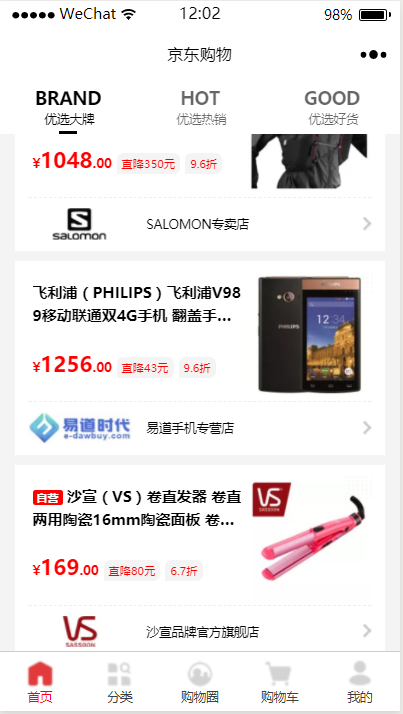 WeChat
12:02
98%
京东购物
BRAND
优选大牌
HOT
优选热销
GOOD
优选好货
¥1048.00 直降350元 9.6折
SALOMON
SALOMON专卖店
飞利浦（PHILIPS）飞利浦V98
9移动联通双4G手机 翻盖手...
PHILIPS
12:34
¥1256.00 直降43元 9.6折
易道时代
e-dawbuy.com
易道手机专营店
自营 沙宣（VS）卷直发器 卷直
两用陶瓷16mm陶瓷面板 卷...
VS
SASSOON
¥169.00 直降80元 6.7折
VS
SASSOON
沙宣品牌官方旗舰店
首页
分类
购物圈
购物车
我的